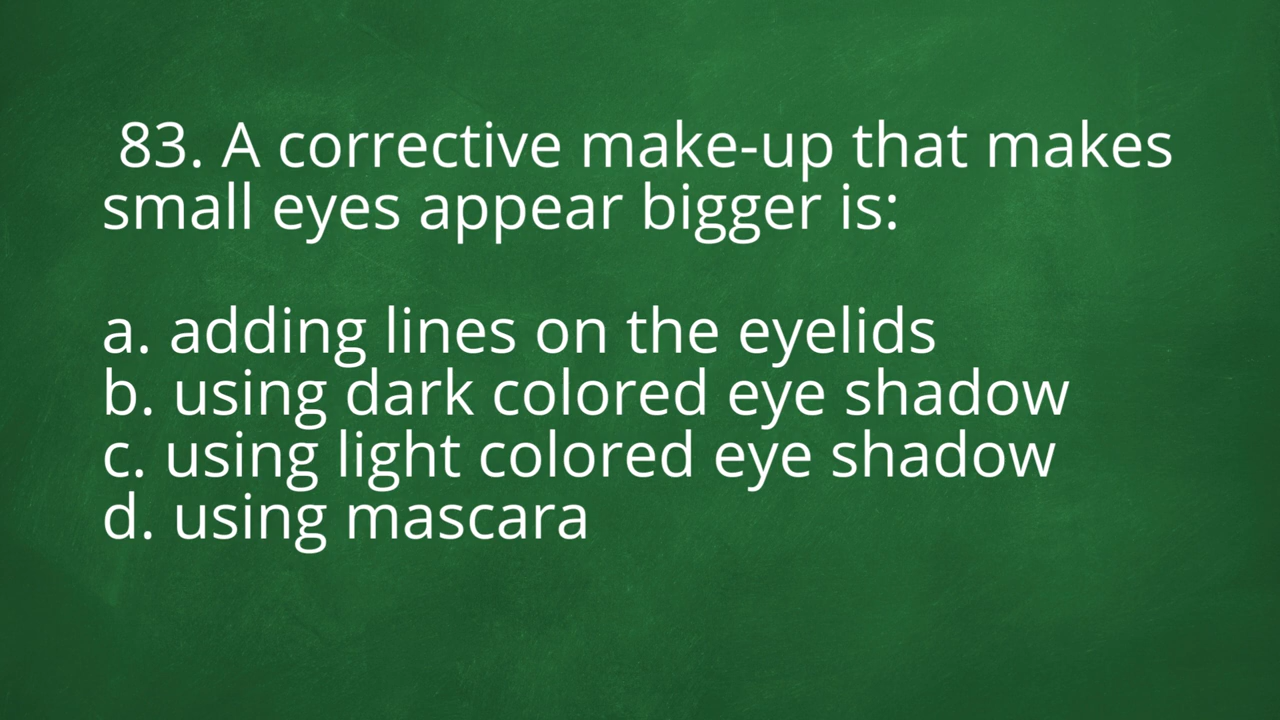 83. A corrective make-up that makes
small eyes appear bigger is:
a. adding lines on the eyelids
b. using dark colored eye shadow
c. using light colored eye shadow
d. using mascara